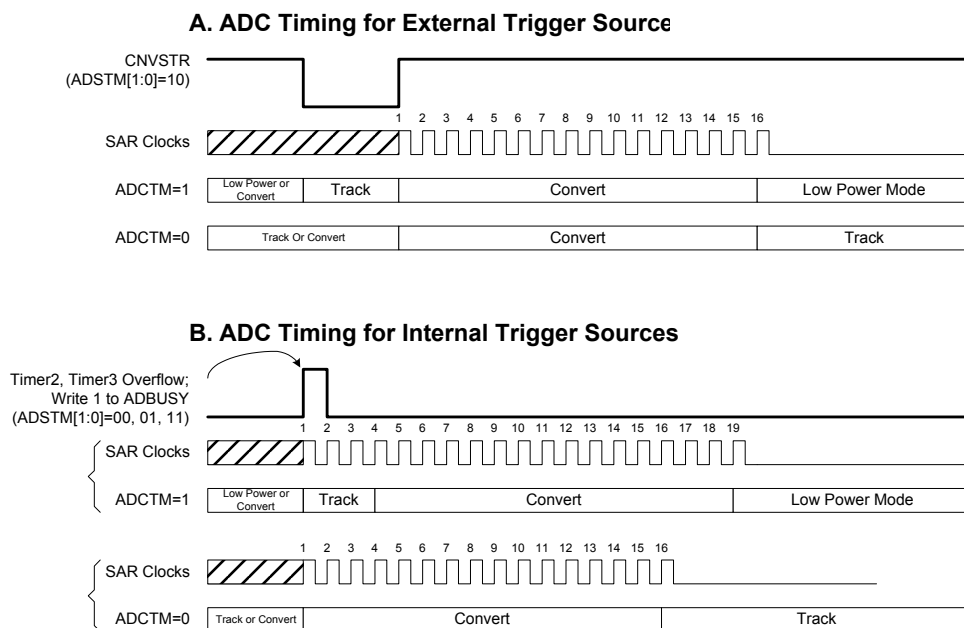 A. ADC Timing for External Trigger Source
CNVSTR
(ADSTM[1:0]=10)
1 2 3 4 5 6 7 8 9 10 11 12 13 14 15 16
SAR Clocks
ADCTM=1 Low Power or Convert Track Convert Low Power Mode
ADCTM=0 Track Or Convert Convert Track
B. ADC Timing for Internal Trigger Sources
Timer2, Timer3 Overflow;
Write 1 to ADBUSY
(ADSTM[1:0]=00, 01, 11)
1 2 3 4 5 6 7 8 9 10 11 12 13 14 15 16 17 18 19
SAR Clocks
ADCTM=1 Low Power or Convert Track Convert Low Power Mode
1 2 3 4 5 6 7 8 9 10 11 12 13 14 15 16
SAR Clocks
ADCTM=0 Track or Convert Convert Track